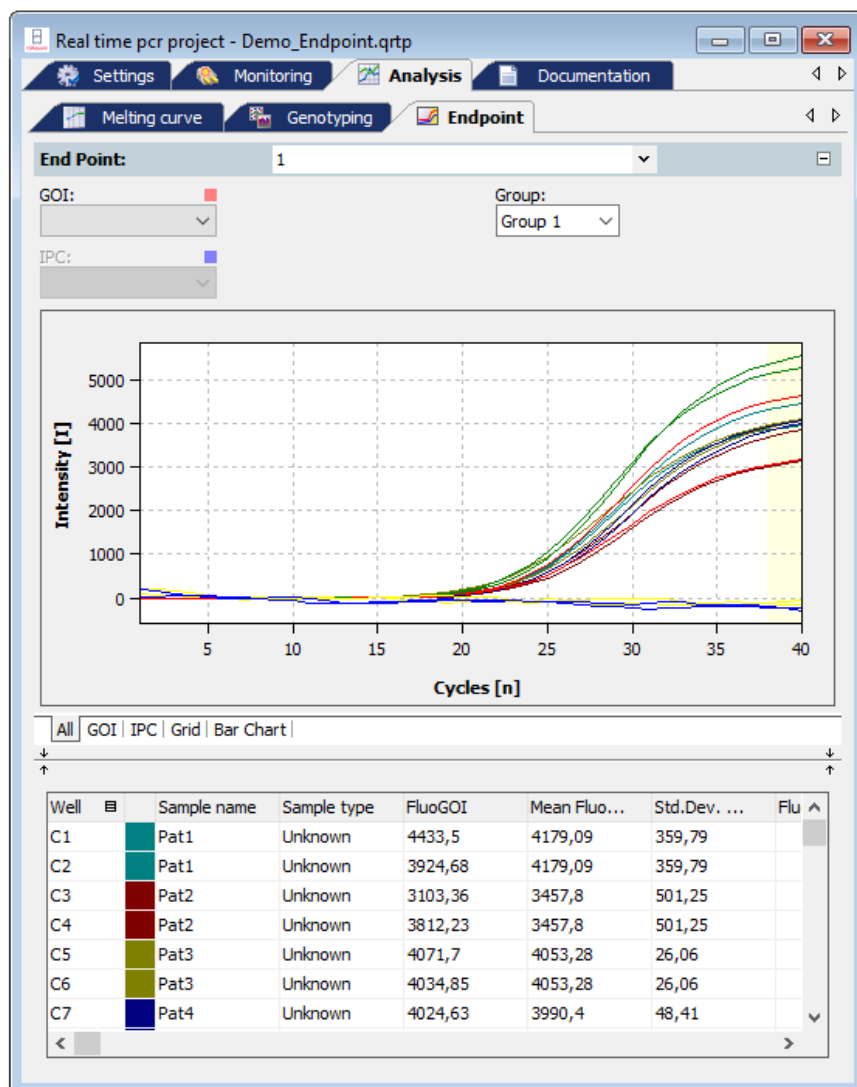 Real time pcr project - Demo_Endpoint.qrtp
Settings Monitoring Analysis Documentation
Melting curve Genotyping Endpoint
End Point: 1
GOI: Group:
Group 1
IPC:
Intensity [I]
5000
4000
3000
2000
1000
0
5 10 15 20 25 30 35 40
Cycles [n]
All GOI IPC Grid Bar Chart
Well Sample name Sample type FluoGOI Mean Fluo... Std.Dev. ... Flu
C1 Pat1 Unknown 4433,5 4179,09 359,79
C2 Pat1 Unknown 3924,68 4179,09 359,79
C3 Pat2 Unknown 3103,36 3457,8 501,25
C4 Pat2 Unknown 3812,23 3457,8 501,25
C5 Pat3 Unknown 4071,7 4053,28 26,06
C6 Pat3 Unknown 4034,85 4053,28 26,06
C7 Pat4 Unknown 4024,63 3990,4 48,41